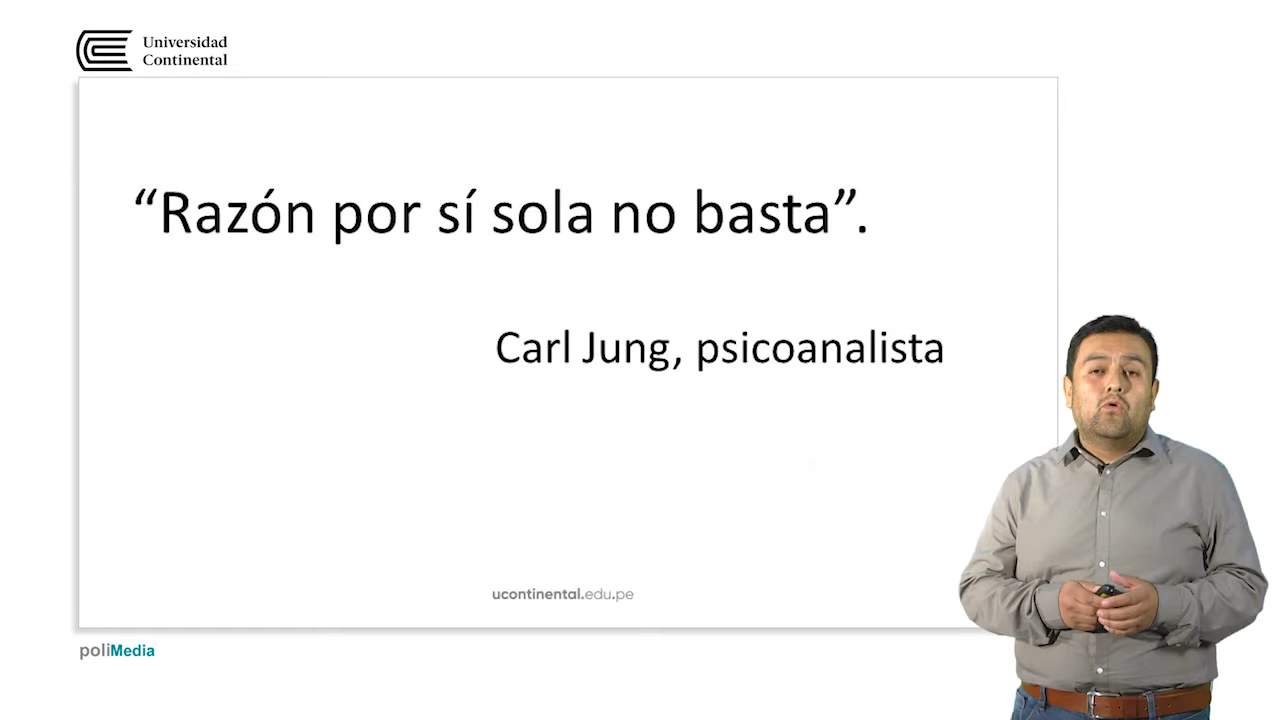 Universidad
Continental
“Razón por sí sola no basta”.
Carl Jung, psicoanalista
ucontinental.edu.pe
poliMedia